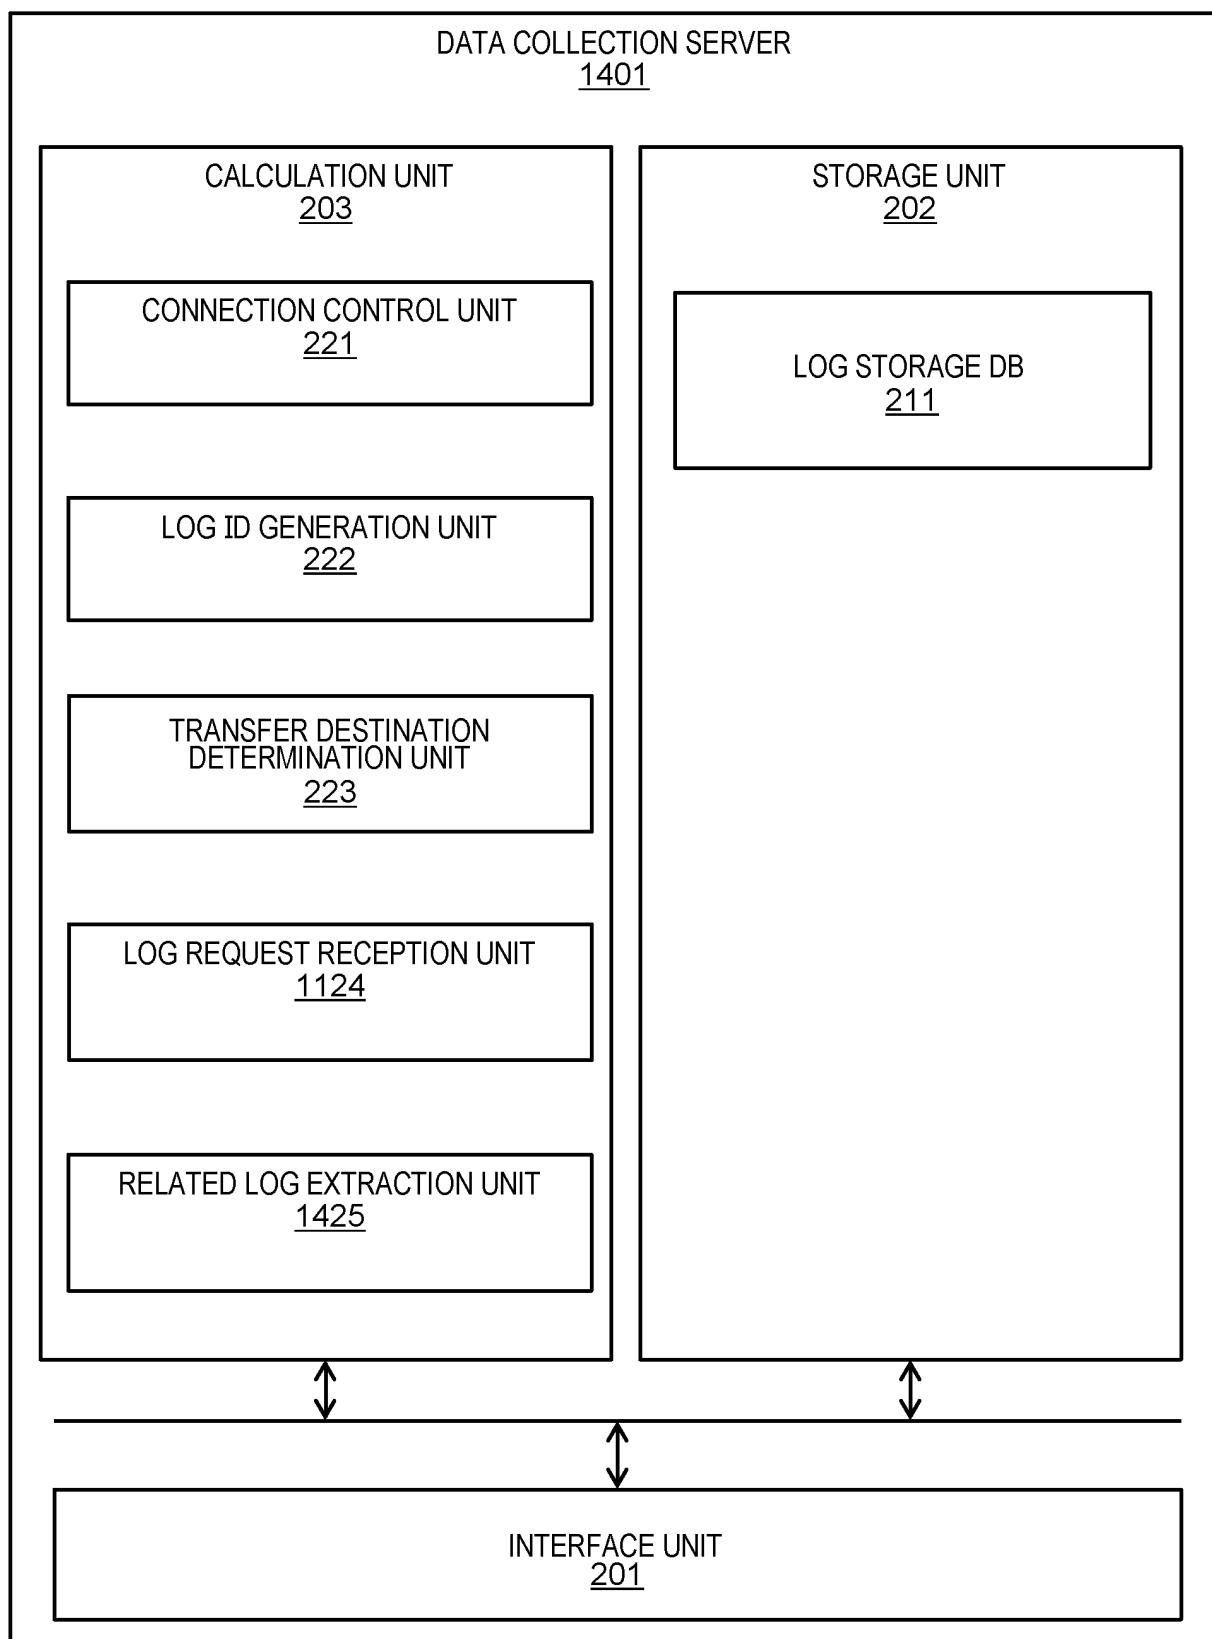 DATA COLLECTION SERVER
1401
CALCULATION UNIT
203
CONNECTION CONTROL UNIT
221
LOG ID GENERATION UNIT
222
TRANSFER DESTINATION
DETERMINATION UNIT
223
LOG REQUEST RECEPTION UNIT
1124
RELATED LOG EXTRACTION UNIT
1425
STORAGE UNIT
202
LOG STORAGE DB
211
INTERFACE UNIT
201